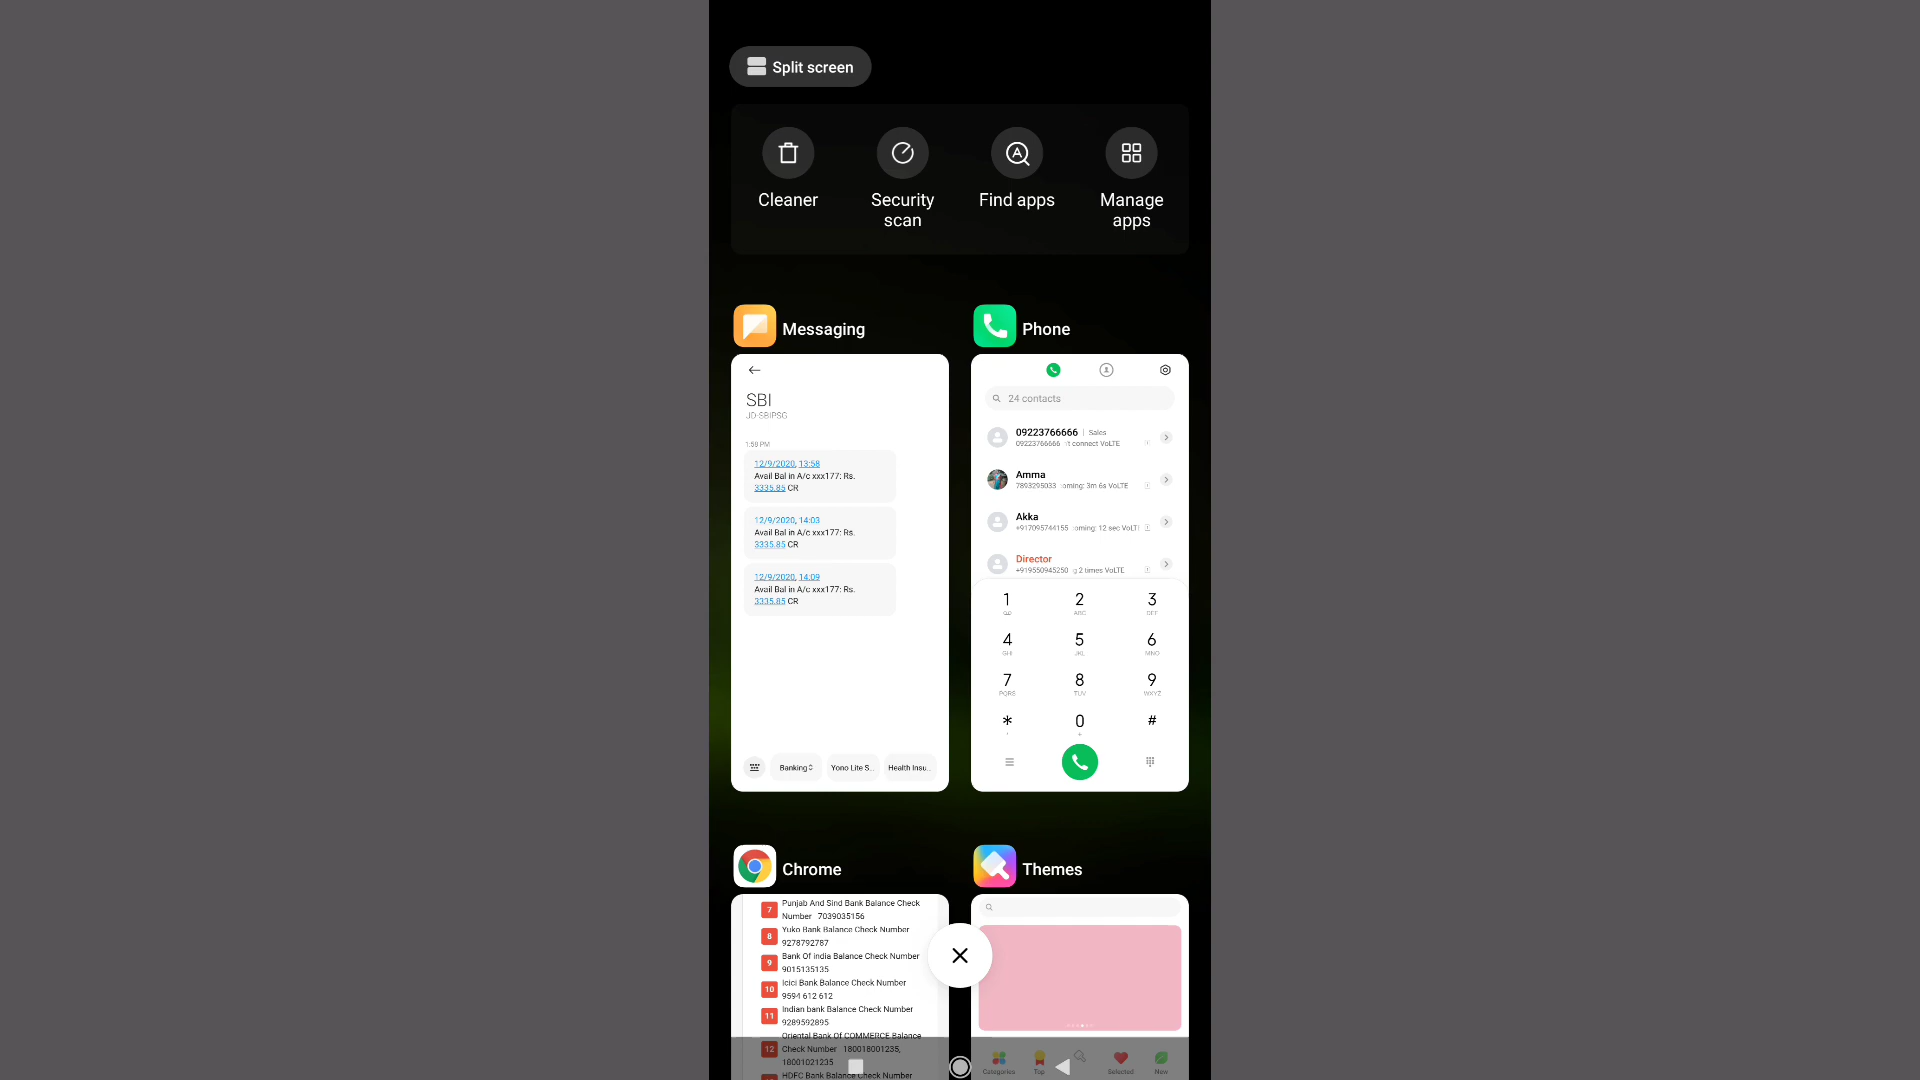 Split screen
Cleaner
Security
scan
Find apps
Manage
apps
Messaging
SBI
JD-SBIPSG
1:58 PM
12/9/2020, 13:58
Avail Bal in A/c xxx177: Rs.
3335.85 CR
12/9/2020, 14:03
Avail Bal in A/c xxx177: Rs.
3335.85 CR
12/9/2020, 14:09
Avail Bal in A/c xxx177: Rs.
3335.85 CR
Banking
Yono Lite S...
Health Insu...
Phone
24 contacts
09223766666 | Sales
09223766666 't connect VoLTE
Amma
7893295033 oming: 3m 6s VoLTE
Akka
+917095744155 oming: 12 sec VoLT
Director
+919550945250 g 2 times VoLTE
1 2 3
ABC DEF
4 5 6
GHI JKL MNO
7 8 9
PQRS TUV WXYZ
* 0 #
, +
Chrome
7 Punjab And Sind Bank Balance Check
Number 7039035156
8 Yuko Bank Balance Check Number
9278792787
9 Bank Of india Balance Check Number
9015135135
10 Icici Bank Balance Check Number
9594 612 612
11 Indian bank Balance Check Number
9289592895
12 Oriental Bank Of COMMERCE Balance
Check Number 180018001235,
18001021235
HDFC Bank Balance Check Number
Themes
Categories
Top
Selected
New